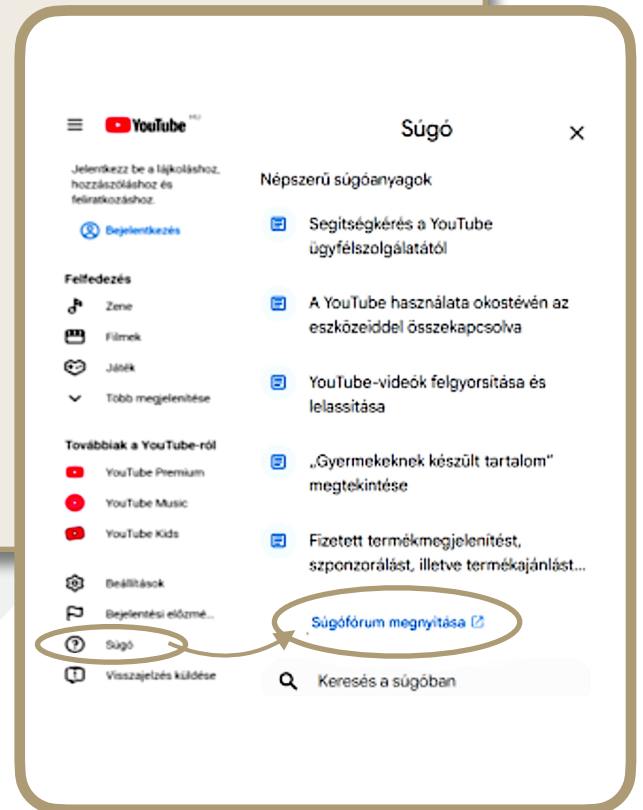 YouTube HU
Jelentkezz be a lájkoláshoz,
hozzászóláshoz és
feliratkozáshoz.
Bejelentkezés
Felfedezés
Zene
Filmek
Játék
Több megjelenítése
Továbbiak a YouTube-ról
YouTube Premium
YouTube Music
YouTube Kids
Beállítások
Bejelentési előzmé...
Súgó
Visszajelzés küldése
Súgó
Népszerű súgóanyagok
Segítségkérés a YouTube
ügyfélszolgálatától
A YouTube használata okostévén az
eszközeiddel összekapcsolva
YouTube-videók felgyorsítása és
lelassítása
„Gyermekeknek készült tartalom”
megtekintése
Fizetett termékmegjelenítést,
szponzorálást, illetve termékajánlást...
Súgófórum megnyitása
Keresés a súgóban